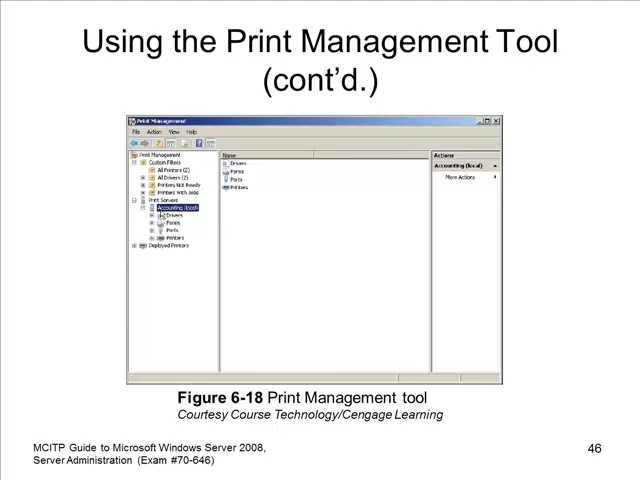 Using the Print Management Tool
(cont'd.)
Print Management
File Action View Help
Print Management
Custom Filters
All Printers (2)
All Drivers (2)
Printers Not Ready
Printers With Jobs
Print Servers
Accounting (local)
Drivers
Forms
Ports
Printers
Deployed Printers
Name
Drivers
Forms
Ports
Printers
Actions
Accounting (local)
More Actions
Figure 6-18 Print Management tool
Courtesy Course Technology/Cengage Learning
MCITP Guide to Microsoft Windows Server 2008,
Server Administration (Exam #70-646)
46